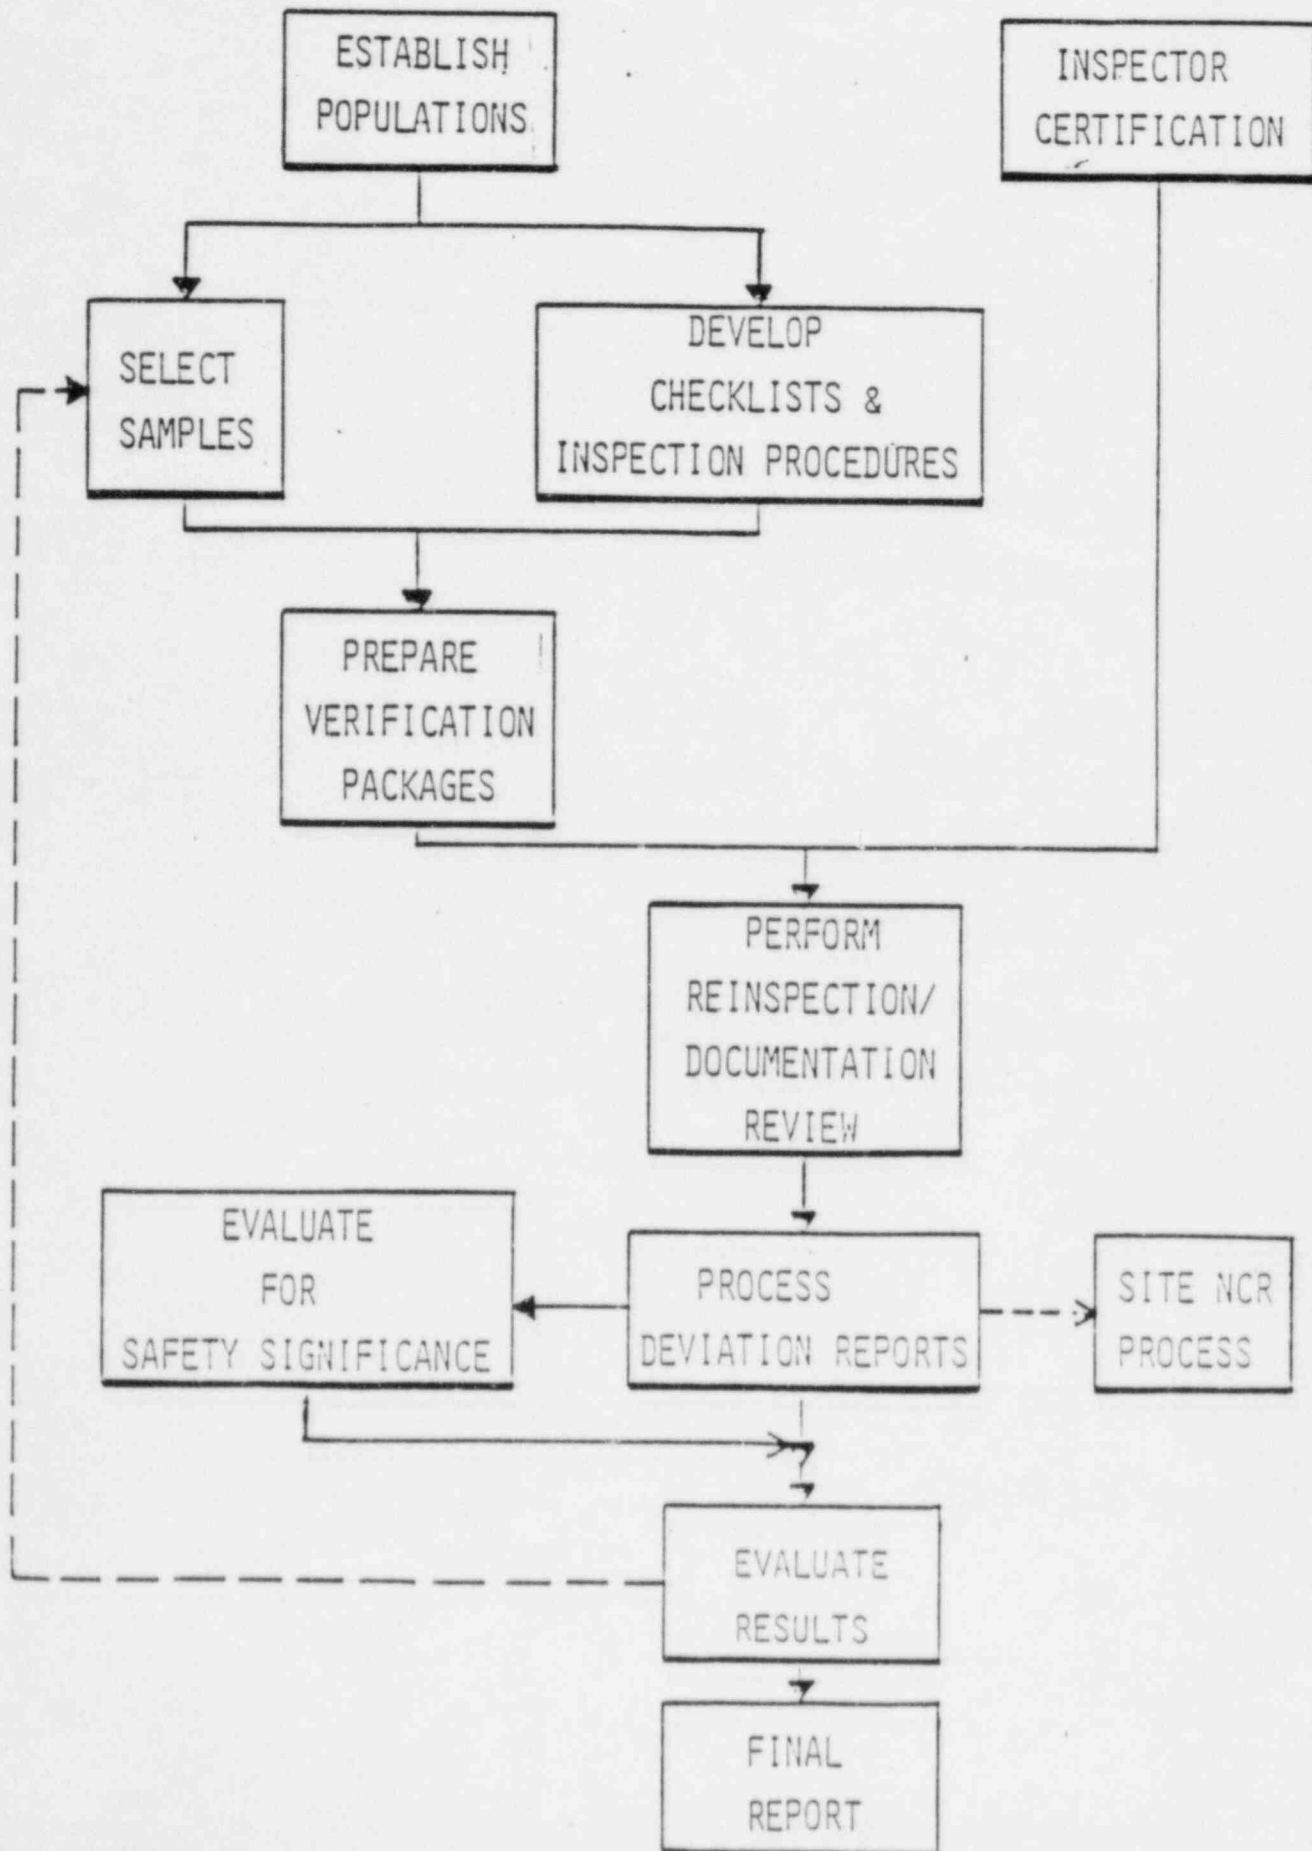 ESTABLISH
POPULATIONS
INSPECTOR
CERTIFICATION
SELECT
SAMPLES
DEVELOP
CHECKLISTS &
INSPECTION PROCEDURES
PREPARE
VERIFICATION
PACKAGES
PERFORM
REINSPECTION/
DOCUMENTATION
REVIEW
EVALUATE
FOR
SAFETY SIGNIFICANCE
PROCESS
DEVIATION REPORTS
SITE NCR
PROCESS
EVALUATE
RESULTS
FINAL
REPORT